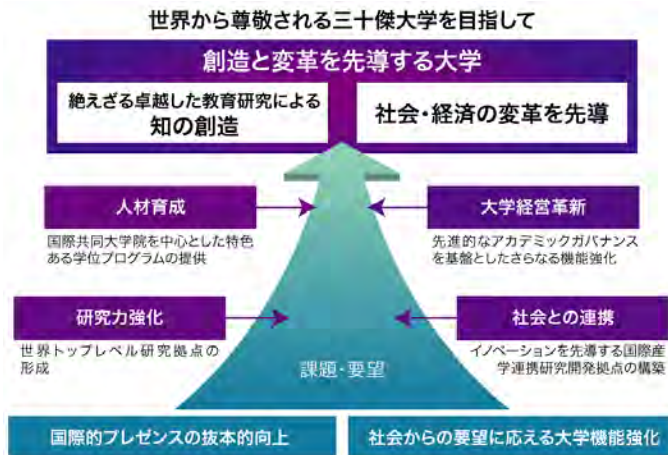 世界から尊敬される三十傑大学を目指して
創造と変革を先導する大学
絶えざる卓越した教育研究による
知の創造
社会・経済の変革を先導
人材育成
国際共同大学院を中心とした特色
ある学位プログラムの提供
大学経営革新
先進的なアカデミックガバナンス
を基盤としたさらなる機能強化
研究力強化
世界トップレベル研究拠点の
形成
社会との連携
イノベーションを先導する国際産
学連携研究開発拠点の構築
課題・要望
国際的プレゼンスの抜本的向上
社会からの要望に応える大学機能強化